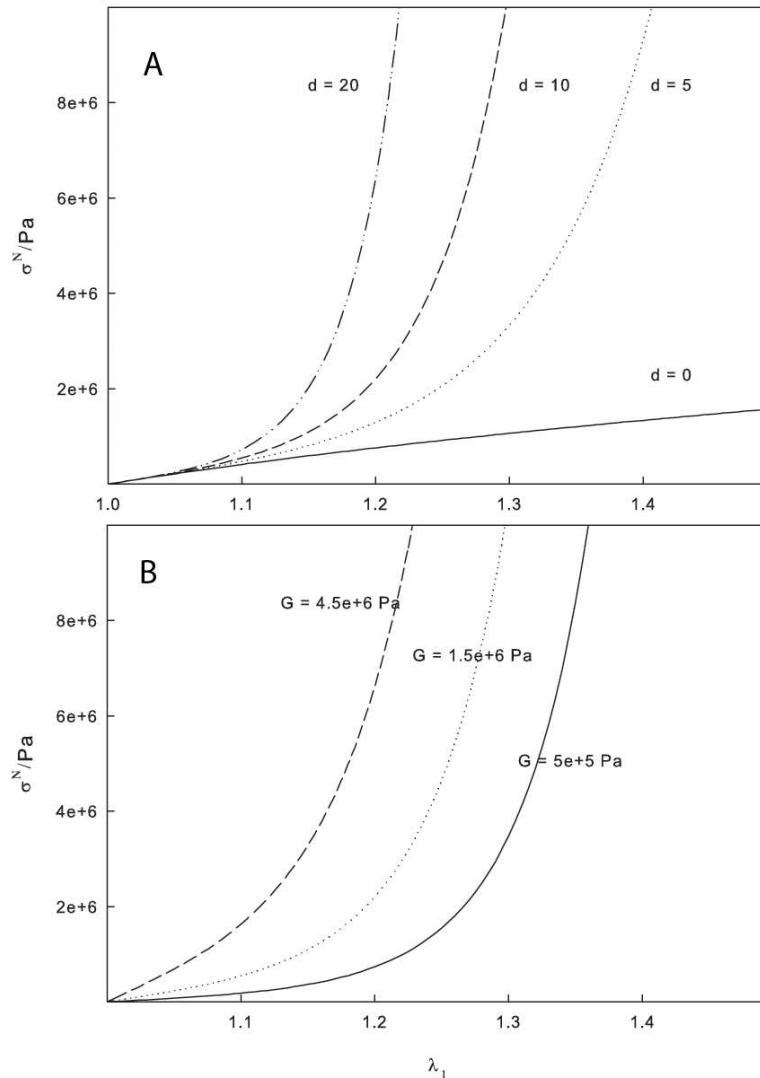 A
d = 20
d = 10
d = 5
8e+6
6e+6
σᴺ/Pa
4e+6
2e+6
d = 0
1.0
1.1
1.2
1.3
1.4
B
G = 4.5e+6 Pa
8e+6
G = 1.5e+6 Pa
6e+6
σᴺ/Pa
G = 5e+5 Pa
4e+6
2e+6
1.1
1.2
1.3
1.4
λ₁